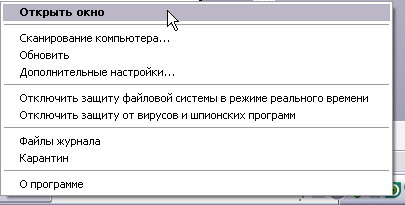 Открыть окно
Сканирование компьютера...
Обновить
Дополнительные настройки...
Отключить защиту файловой системы в режиме реального времени
Отключить защиту от вирусов и шпионских программ
Файлы журнала
Карантин
О программе